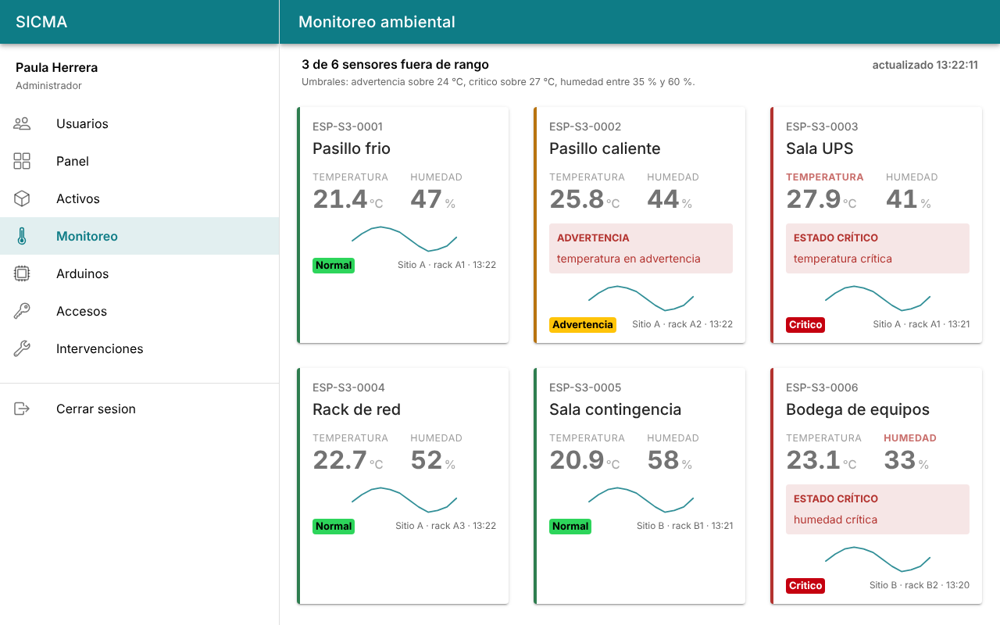 SICMA
Monitoreo ambiental
Paula Herrera
Administrador
Usuarios
Panel
Activos
Monitoreo
Arduinos
Accesos
Intervenciones
Cerrar sesion
3 de 6 sensores fuera de rango
actualizado 13:22:11
Umbrales: advertencia sobre 24 °C, critico sobre 27 °C, humedad entre 35 % y 60 %.
ESP-S3-0001
Pasillo frio
TEMPERATURA HUMEDAD
21.4 °C 47 %
Normal Sitio A · rack A1 · 13:22
ESP-S3-0002
Pasillo caliente
TEMPERATURA HUMEDAD
25.8 °C 44 %
ADVERTENCIA
temperatura en advertencia
Advertencia Sitio A · rack A2 · 13:22
ESP-S3-0003
Sala UPS
TEMPERATURA HUMEDAD
27.9 °C 41 %
ESTADO CRÍTICO
temperatura crítica
Critico Sitio A · rack A1 · 13:21
ESP-S3-0004
Rack de red
TEMPERATURA HUMEDAD
22.7 °C 52 %
Normal Sitio A · rack A3 · 13:22
ESP-S3-0005
Sala contingencia
TEMPERATURA HUMEDAD
20.9 °C 58 %
Normal Sitio B · rack B1 · 13:21
ESP-S3-0006
Bodega de equipos
TEMPERATURA HUMEDAD
23.1 °C 33 %
ESTADO CRÍTICO
humedad crítica
Critico Sitio B · rack B2 · 13:20